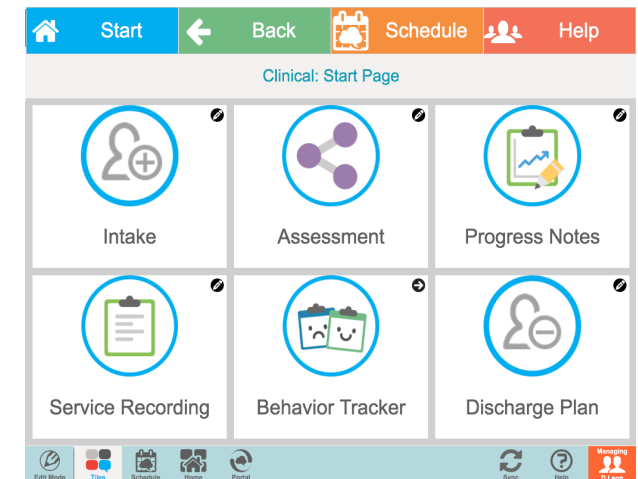 Start
Back
Schedule
Help
Clinical: Start Page
Intake
Assessment
Progress Notes
Service Recording
Behavior Tracker
Discharge Plan
Edit Mode
Tiles
Schedule
Home
Portal
Sync
Help
Managing